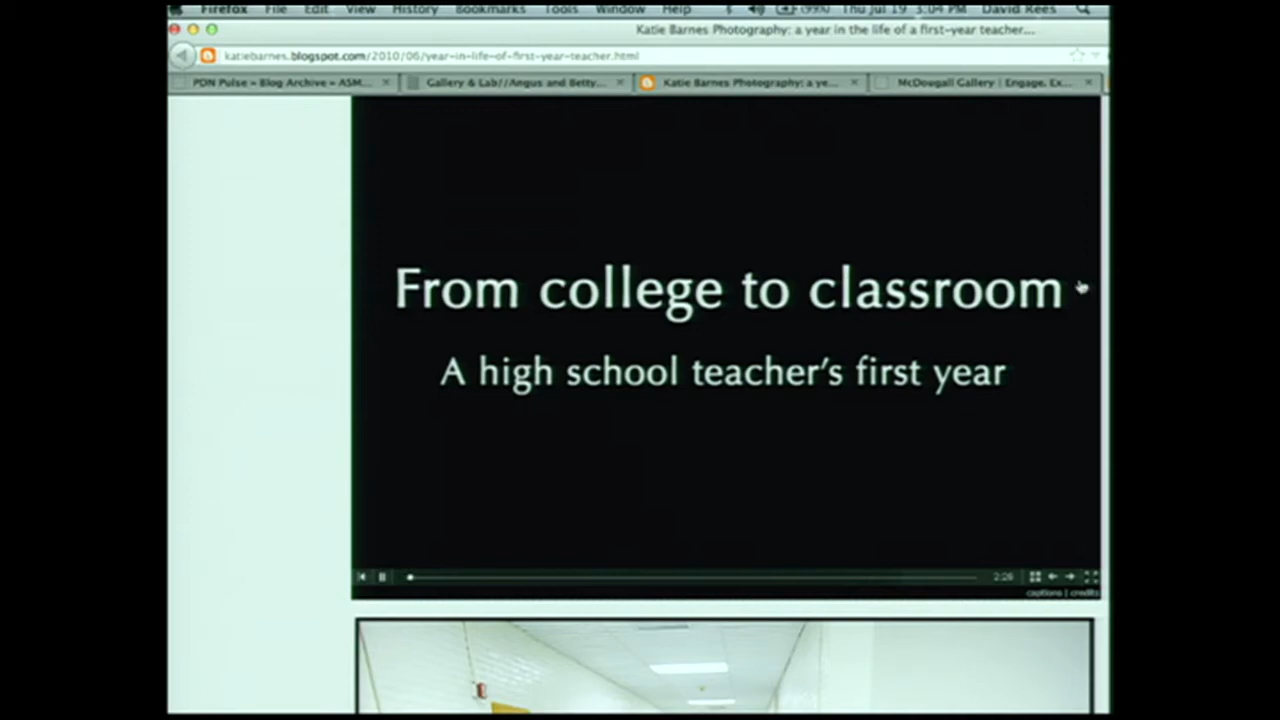 Firefox File Edit View History Bookmarks Tools Window Help (99%) Thu Jul 19 3:04 PM David Rees
Katie Barnes Photography: a year in the life of a first-year teacher...
katiebarnes.blogspot.com/2010/06/year-in-life-of-first-year-teacher.html
PDN Pulse » Blog Archive » ASM... Gallery & Lab//Angus and Betty... Katie Barnes Photography: a ye... McDougall Gallery | Engage, Ex...
From college to classroom
A high school teacher's first year
2:26
captions | credits